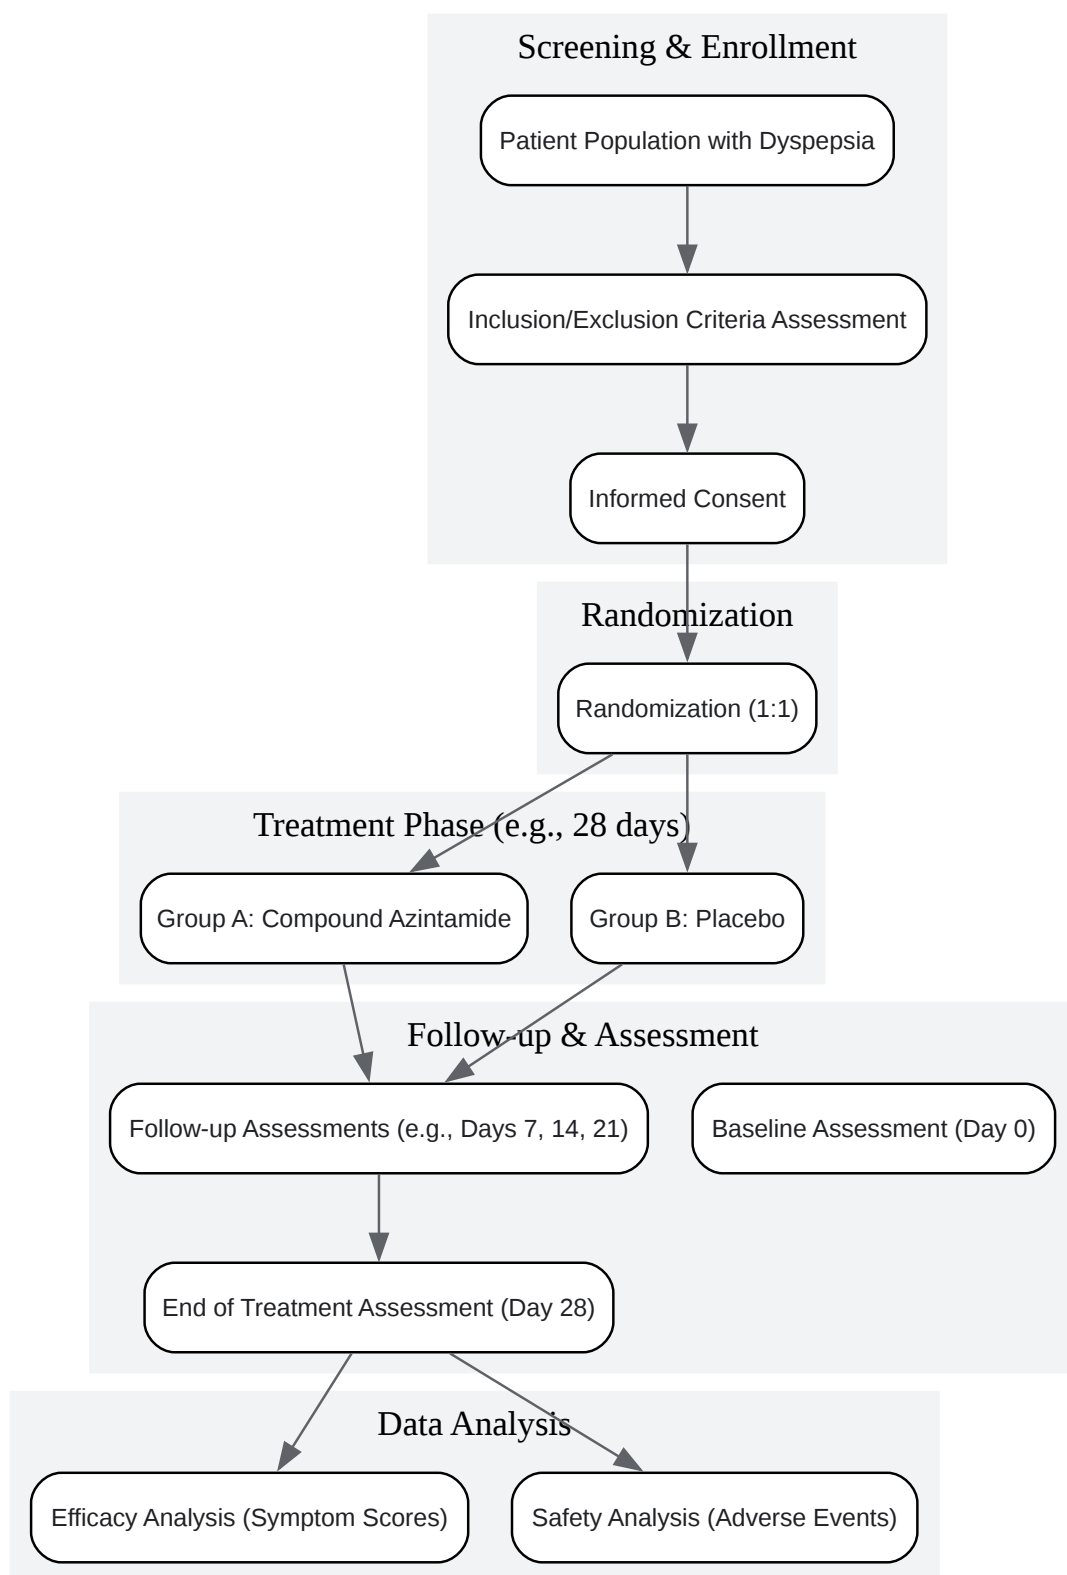 Screening & Enrollment
Patient Population with Dyspepsia
Inclusion/Exclusion Criteria Assessment
Informed Consent
Randomization
Randomization (1:1)
Treatment Phase (e.g., 28 days)
Group A: Compound Azintamide
Group B: Placebo
Follow-up & Assessment
Follow-up Assessments (e.g., Days 7, 14, 21)
Baseline Assessment (Day 0)
End of Treatment Assessment (Day 28)
Data Analysis
Efficacy Analysis (Symptom Scores)
Safety Analysis (Adverse Events)